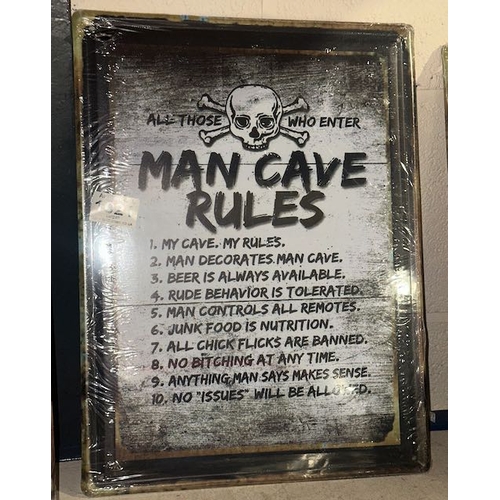 ALL THOSE WHO ENTER
MAN CAVE
RULES
1. MY CAVE. MY RULES.
2. MAN DECORATES MAN CAVE.
3. BEER IS ALWAYS AVAILABLE.
4. RUDE BEHAVIOR IS TOLERATED.
5. MAN CONTROLS ALL REMOTES.
6. JUNK FOOD IS NUTRITION.
7. ALL CHICK FLICKS ARE BANNED.
8. NO BITCHING AT ANY TIME.
9. ANYTHING MAN SAYS MAKES SENSE.
10. NO "ISSUES" WILL BE ALLOWED.